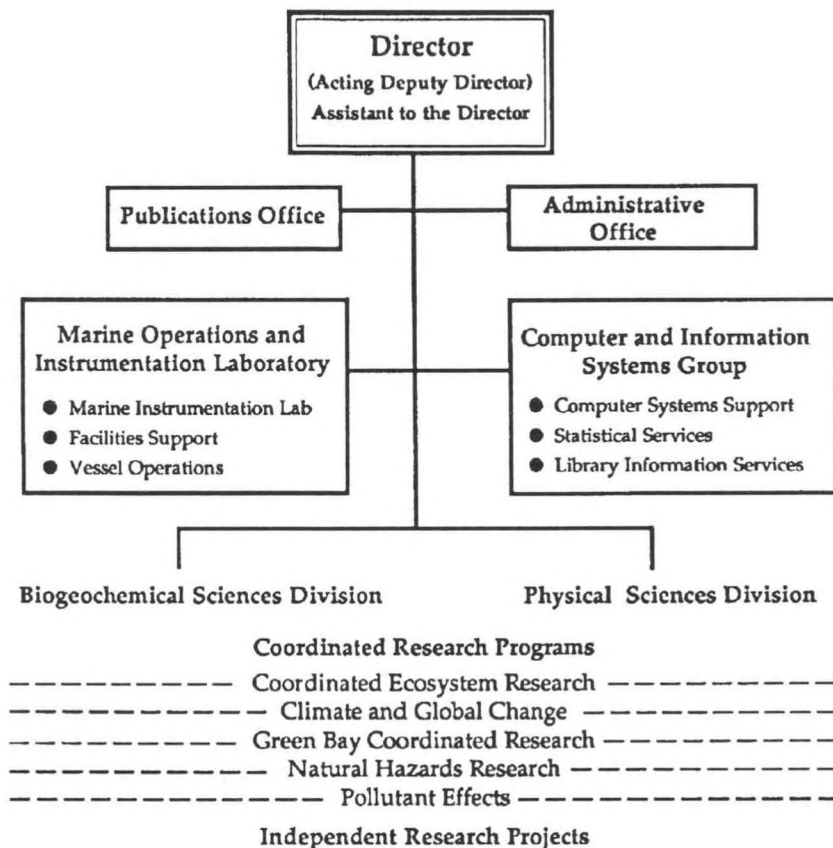 Director
(Acting Deputy Director)
Assistant to the Director
Publications Office
Administrative
Office
Marine Operations and
Instrumentation Laboratory
● Marine Instrumentation Lab
● Facilities Support
● Vessel Operations
Computer and Information
Systems Group
● Computer Systems Support
● Statistical Services
● Library Information Services
Biogeochemical Sciences Division
Physical Sciences Division
Coordinated Research Programs
Coordinated Ecosystem Research
Climate and Global Change
Green Bay Coordinated Research
Natural Hazards Research
Pollutant Effects
Independent Research Projects